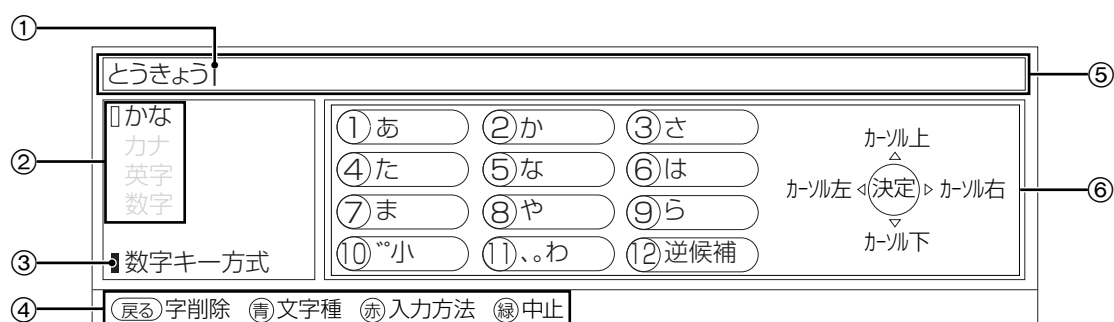 ①
とうきょう
⑤
かな
カナ
英字
数字
②
数字キー方式
③
①あ ②か ③さ
④た ⑤な ⑥は
⑦ま ⑧や ⑨ら
⑩゛゜小 ⑪、。わ ⑫逆候補
カーソル上
カーソル左 決定 カーソル右
カーソル下
⑥
④
戻る 字削除 青 文字種 赤 入力方法 緑 中止